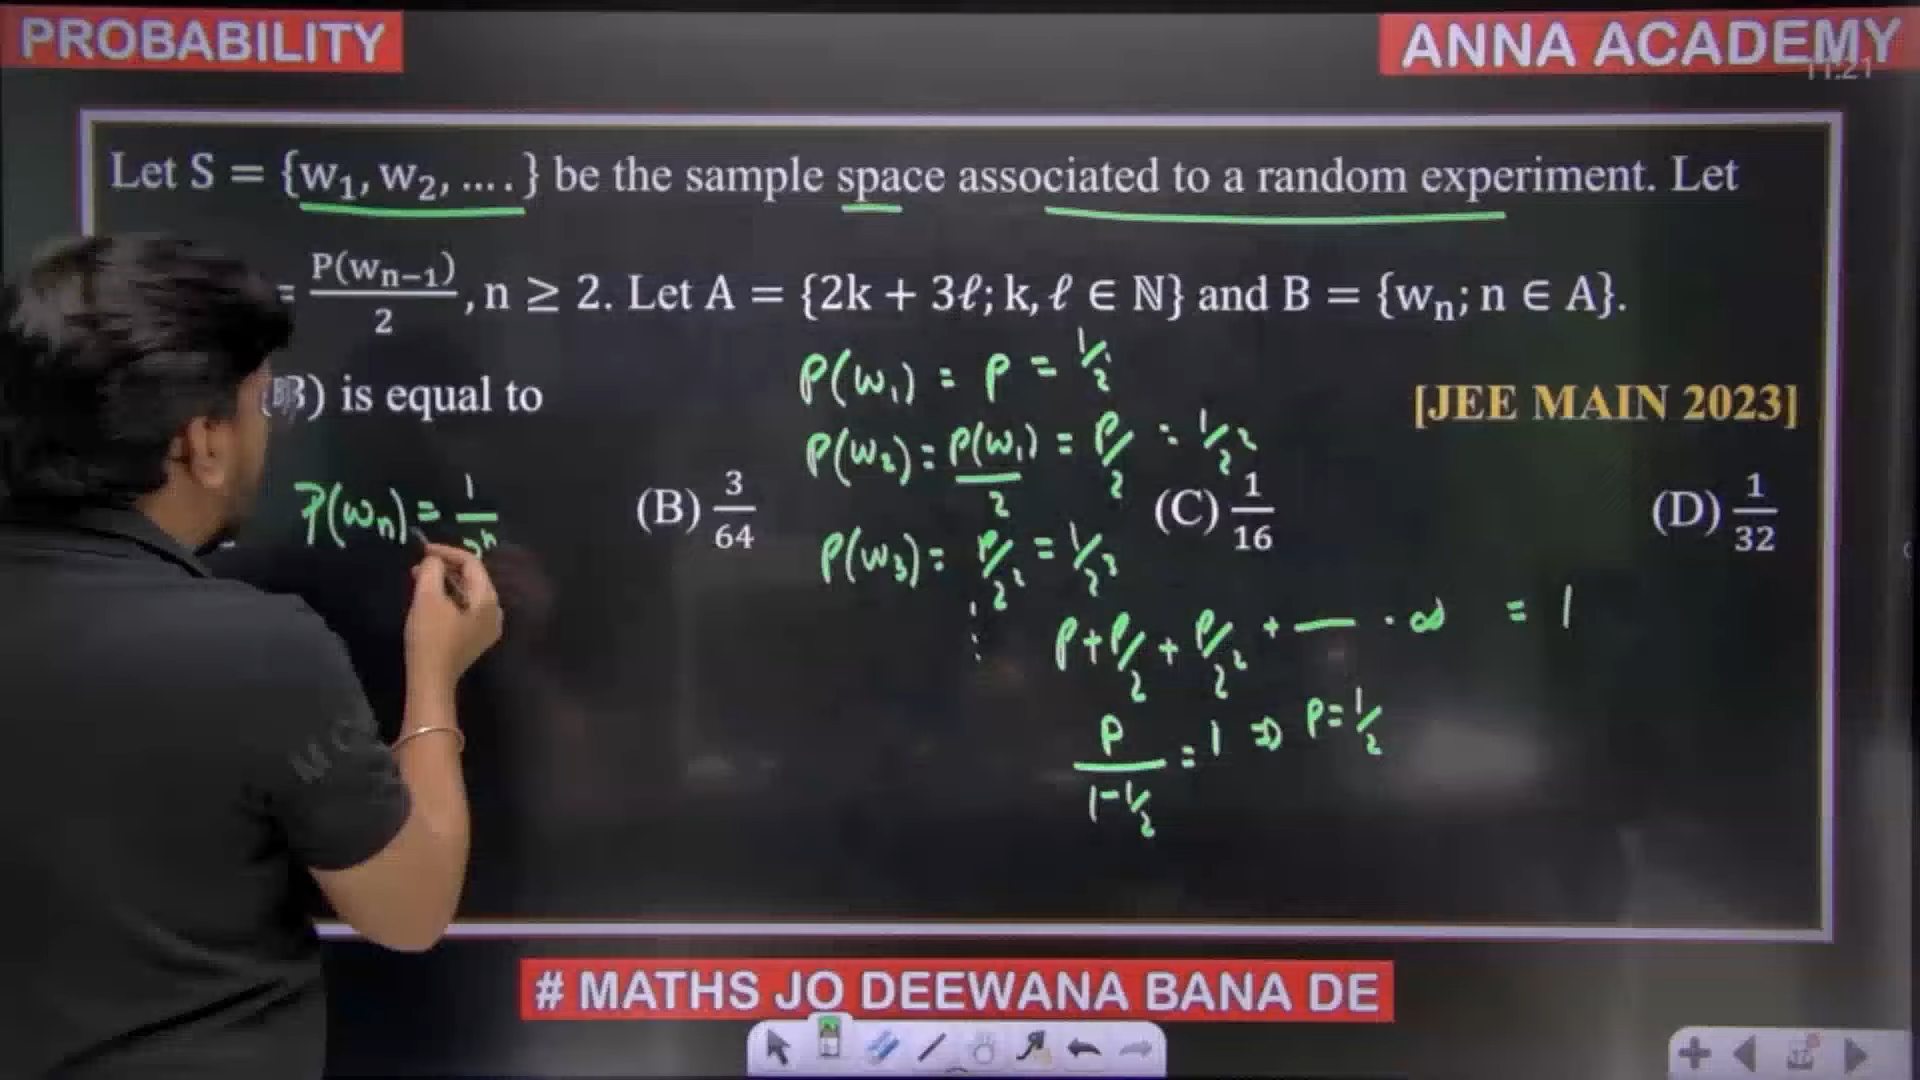 PROBABILITY
ANNA ACADEMY
11:21
Let S = {w₁, w₂, ....} be the sample space associated to a random experiment. Let
= P(wₙ₋₁)/2, n ≥ 2. Let A = {2k + 3ℓ; k, ℓ ∈ ℕ} and B = {wₙ; n ∈ A}.
B) is equal to
[JEE MAIN 2023]
P(w₁) = P = 1/2
P(w₂) = P(w₁)/2 = P/2 = 1/2²
P(wₙ) = 1/2ⁿ
(B) 3/64
(C) 1/16
(D) 1/32
P(w₃) = P/2² = 1/2³
P + P/2 + P/2² + — . ∞ = 1
P/(1-1/2) = 1 ⇒ P = 1/2
# MATHS JO DEEWANA BANA DE